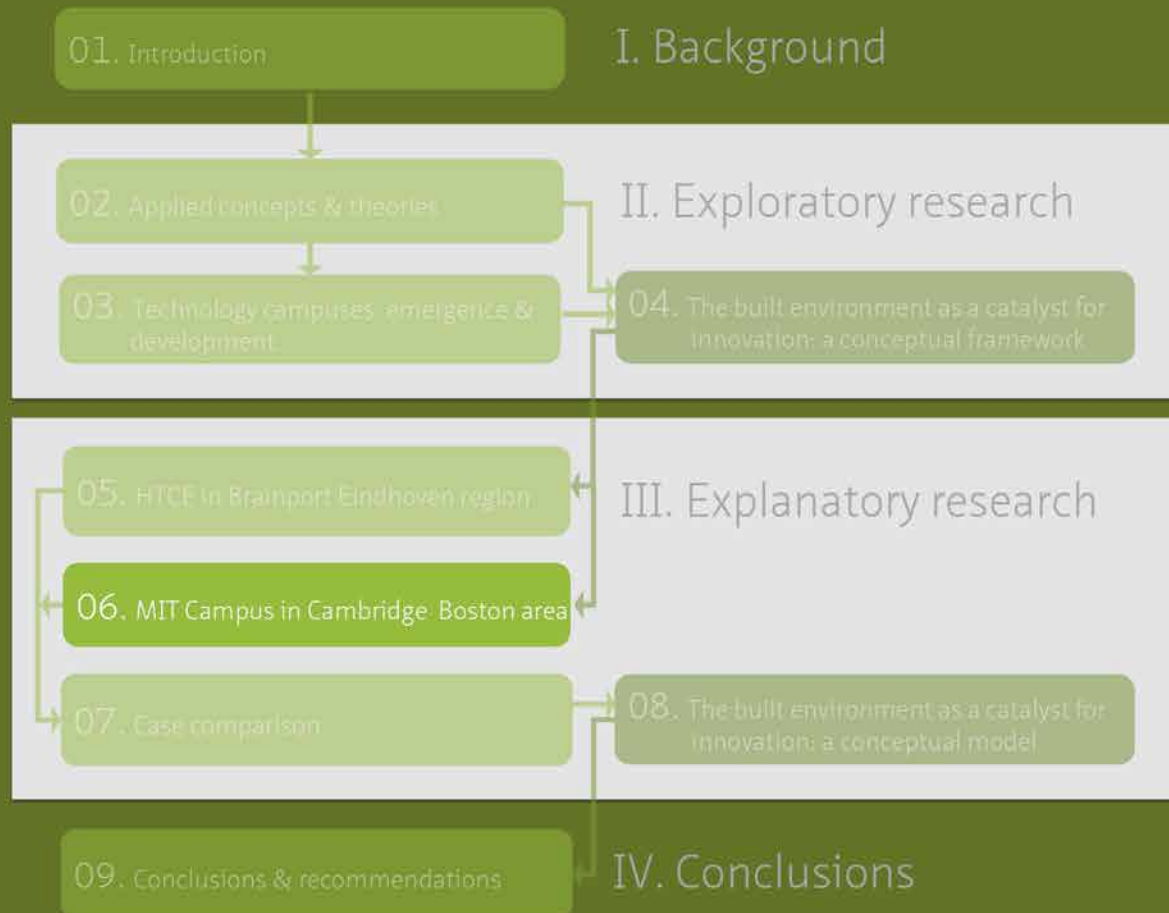 01. Introduction
I. Background
02. Applied concepts & theories
II. Exploratory research
03. Technology campuses emergence &
development
04. The built environment as a catalyst for
innovation: a conceptual framework
05. HTCE in Brainport Eindhoven region
III. Explanatory research
06. MIT Campus in Cambridge Boston area
07. Case comparison
08. The built environment as a catalyst for
innovation: a conceptual model
09. Conclusions & recommendations
IV. Conclusions